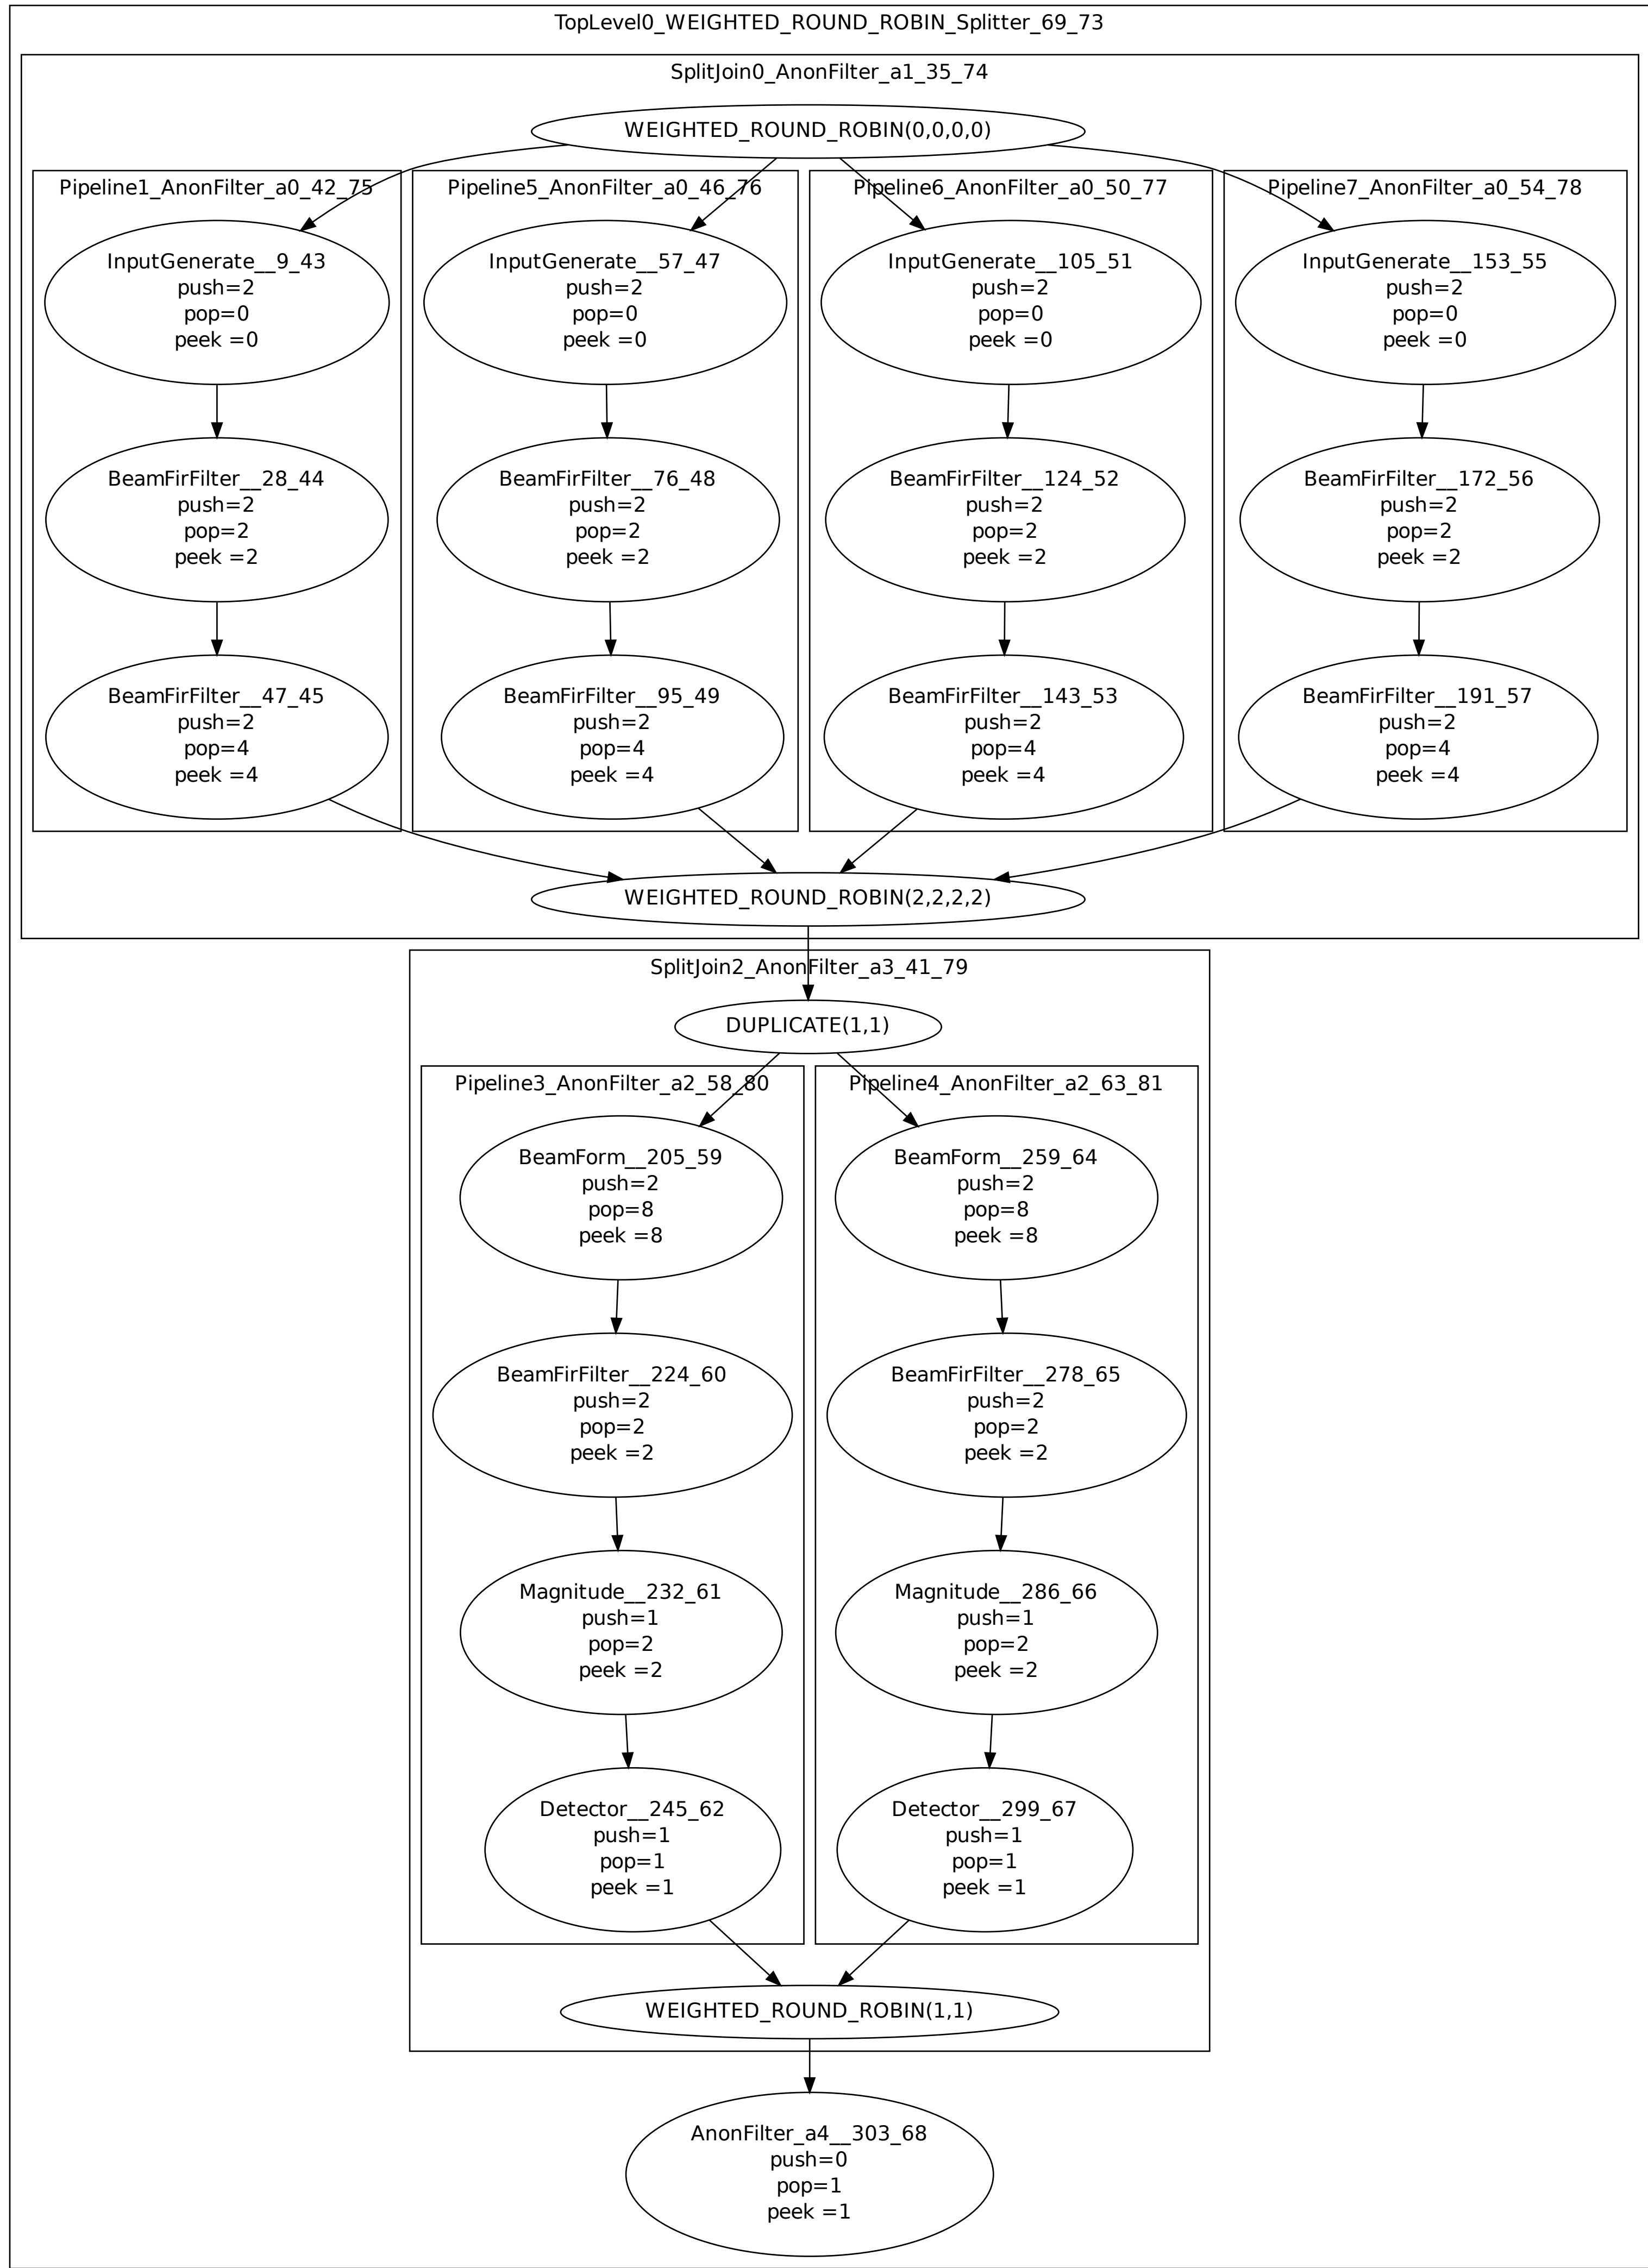 TopLevel0_WEIGHTED_ROUND_ROBIN_Splitter_69_73
SplitJoin0_AnonFilter_a1_35_74
WEIGHTED_ROUND_ROBIN(0,0,0,0)
Pipeline1_AnonFilter_a0_42_75
InputGenerate__9_43
push=2
pop=0
peek =0
BeamFirFilter__28_44
push=2
pop=2
peek =2
BeamFirFilter__47_45
push=2
pop=4
peek =4
Pipeline5_AnonFilter_a0_46_76
InputGenerate__57_47
push=2
pop=0
peek =0
BeamFirFilter__76_48
push=2
pop=2
peek =2
BeamFirFilter__95_49
push=2
pop=4
peek =4
Pipeline6_AnonFilter_a0_50_77
InputGenerate__105_51
push=2
pop=0
peek =0
BeamFirFilter__124_52
push=2
pop=2
peek =2
BeamFirFilter__143_53
push=2
pop=4
peek =4
Pipeline7_AnonFilter_a0_54_78
InputGenerate__153_55
push=2
pop=0
peek =0
BeamFirFilter__172_56
push=2
pop=2
peek =2
BeamFirFilter__191_57
push=2
pop=4
peek =4
WEIGHTED_ROUND_ROBIN(2,2,2,2)
SplitJoin2_AnonFilter_a3_41_79
DUPLICATE(1,1)
Pipeline3_AnonFilter_a2_58_80
BeamForm__205_59
push=2
pop=8
peek =8
BeamFirFilter__224_60
push=2
pop=2
peek =2
Magnitude__232_61
push=1
pop=2
peek =2
Detector__245_62
push=1
pop=1
peek =1
Pipeline4_AnonFilter_a2_63_81
BeamForm__259_64
push=2
pop=8
peek =8
BeamFirFilter__278_65
push=2
pop=2
peek =2
Magnitude__286_66
push=1
pop=2
peek =2
Detector__299_67
push=1
pop=1
peek =1
WEIGHTED_ROUND_ROBIN(1,1)
AnonFilter_a4__303_68
push=0
pop=1
peek =1